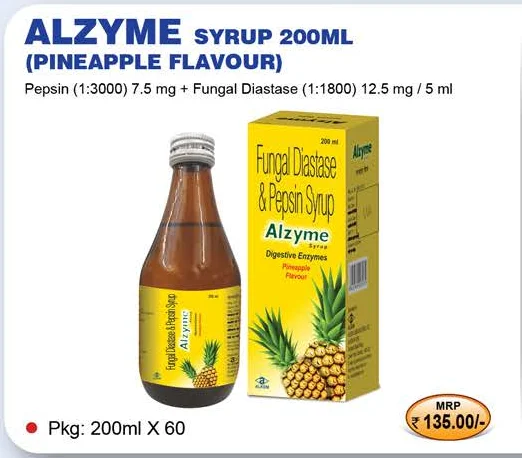 ALZYME SYRUP 200ML
(PINEAPPLE FLAVOUR)
Pepsin (1:3000) 7.5 mg + Fungal Diastase (1:1800) 12.5 mg / 5 ml
200 ml
Fungal Diastase
& Pepsin Syrup
Alzyme
Syrup
Digestive Enzymes
Pineapple
Flavour
Alzyme
ALKEM
Fungal Diastase & Pepsin Syrup
Alzyme
200 ml
Pkg: 200ml X 60
MRP
₹ 135.00/-